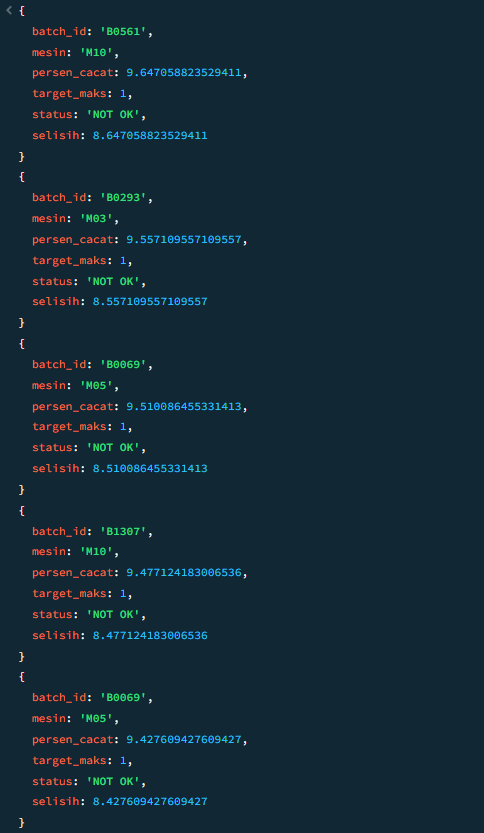 {
batch_id: 'B0561',
mesin: 'M10',
persen_cacat: 9.647058823529411,
target_maks: 1,
status: 'NOT OK',
selisih: 8.647058823529411
}
{
batch_id: 'B0293',
mesin: 'M03',
persen_cacat: 9.557109557109557,
target_maks: 1,
status: 'NOT OK',
selisih: 8.557109557109557
}
{
batch_id: 'B0069',
mesin: 'M05',
persen_cacat: 9.510086455331413,
target_maks: 1,
status: 'NOT OK',
selisih: 8.510086455331413
}
{
batch_id: 'B1307',
mesin: 'M10',
persen_cacat: 9.477124183006536,
target_maks: 1,
status: 'NOT OK',
selisih: 8.477124183006536
}
{
batch_id: 'B0069',
mesin: 'M05',
persen_cacat: 9.427609427609427,
target_maks: 1,
status: 'NOT OK',
selisih: 8.427609427609427
}